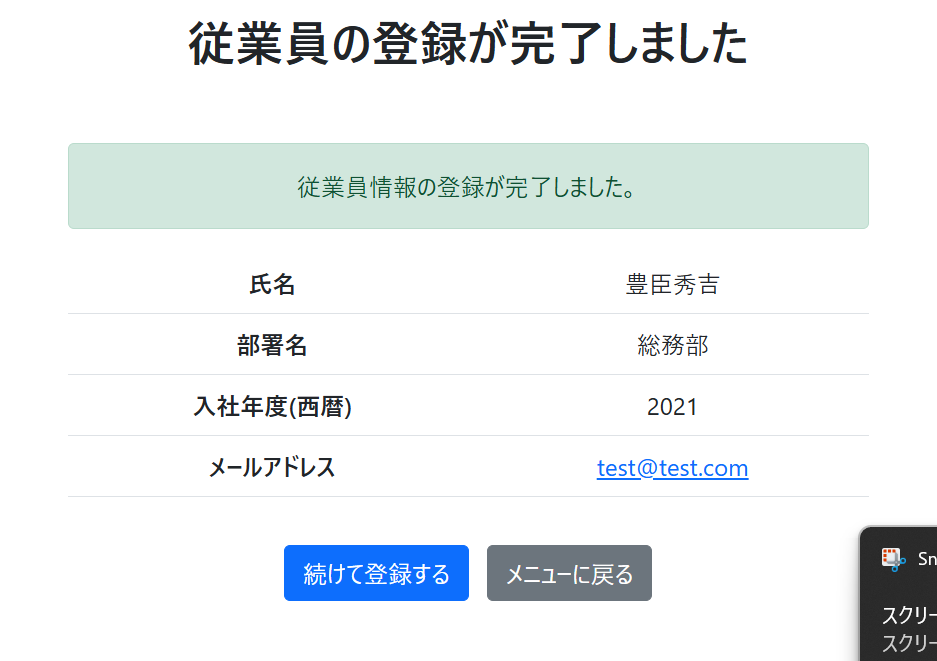 従業員の登録が完了しました
従業員情報の登録が完了しました。
氏名 豊臣秀吉
部署名 総務部
入社年度(西暦) 2021
メールアドレス test@test.com
続けて登録する メニューに戻る
Sn
スクリー
スクリー